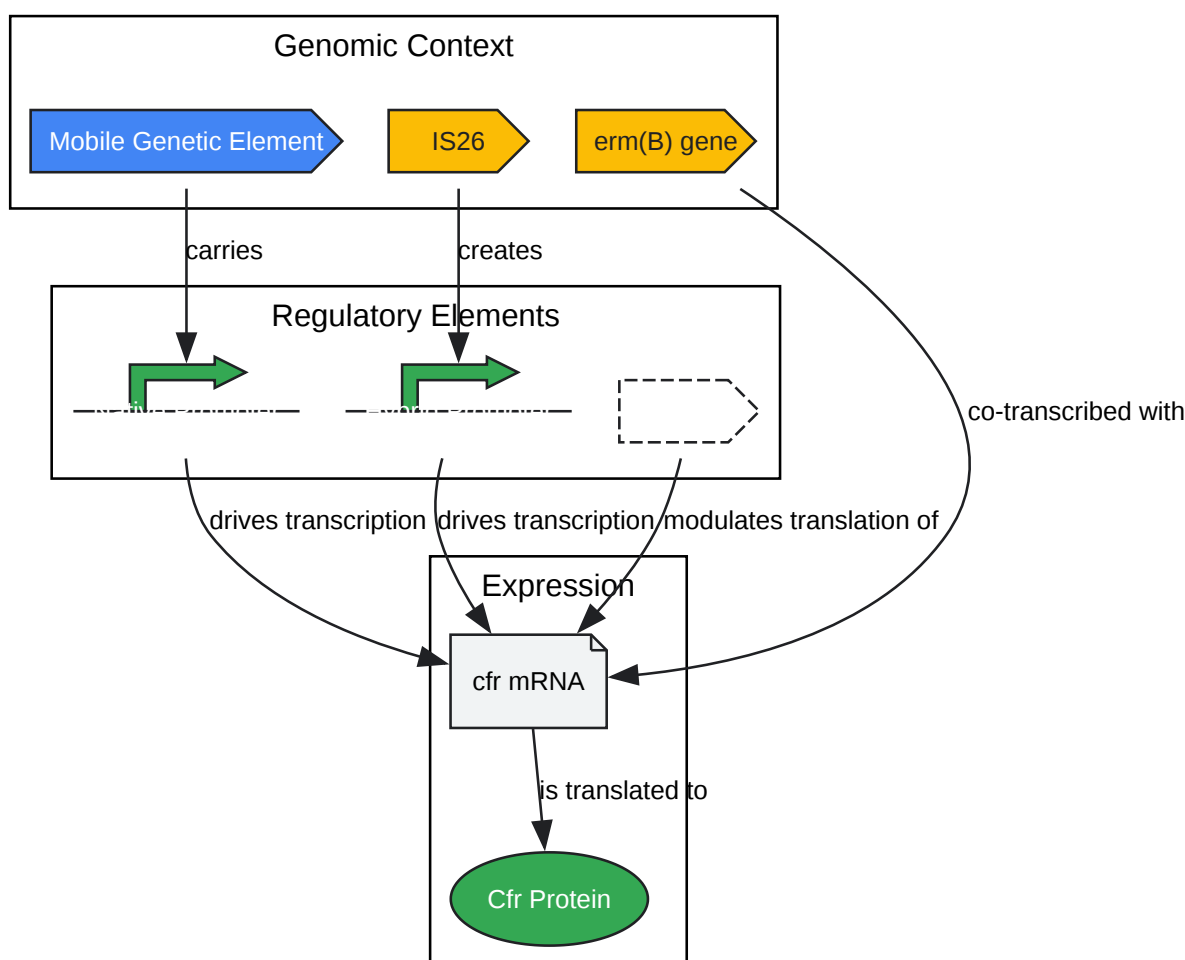 Genomic Context
Mobile Genetic Element
IS26
erm(B) gene
carries
creates
Regulatory Elements
co-transcribed with
drives transcription
drives transcription
modulates translation of
Expression
cfr mRNA
is translated to
Cfr Protein